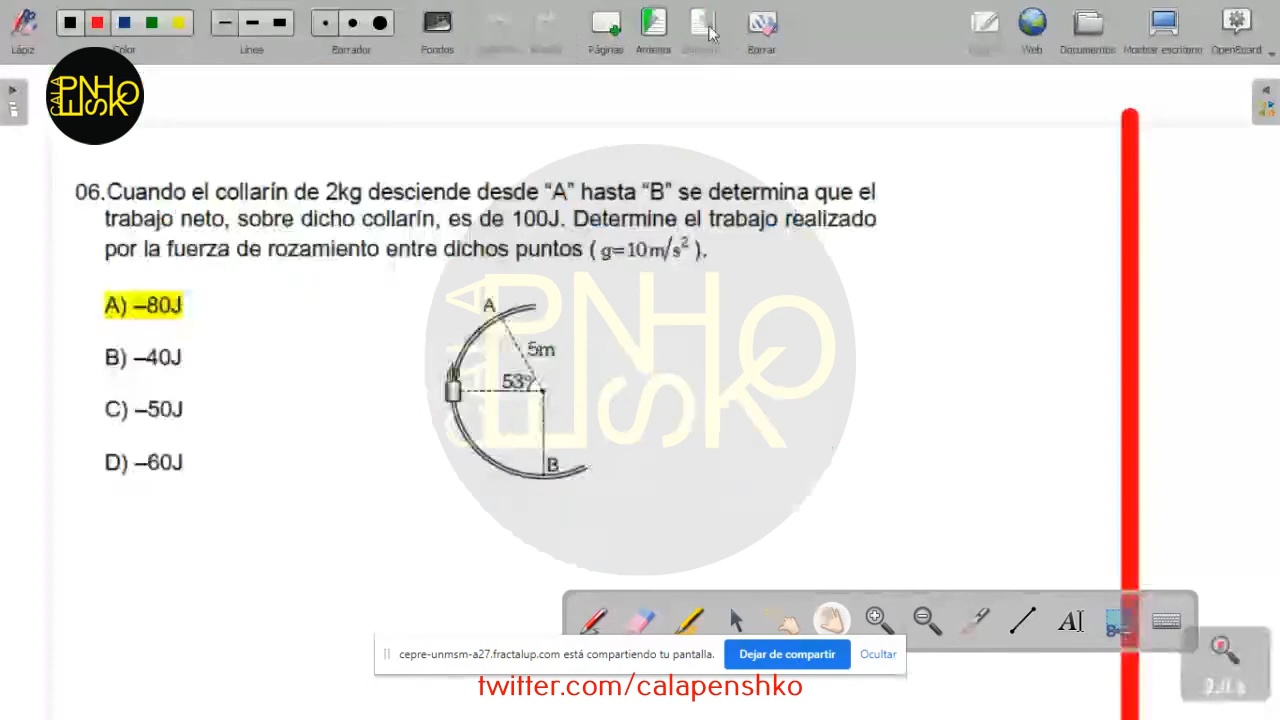 Lápiz
Color
Línea
Borrador
Fondos
Páginas
Anterior
Borrar
Web
Documentos
Mostrar escritorio
OpenBoard
CALA
PENHOSK
06.Cuando el collarín de 2kg desciende desde “A” hasta “B” se determina que el
trabajo neto, sobre dicho collarín, es de 100J. Determine el trabajo realizado
por la fuerza de rozamiento entre dichos puntos ( g=10m/s² ).
A) –80J
B) –40J
C) –50J
D) –60J
A
5m
53°
B
cepre-unmsm-a27.fractalup.com está compartiendo tu pantalla.
Dejar de compartir
Ocultar
twitter.com/calapenshko